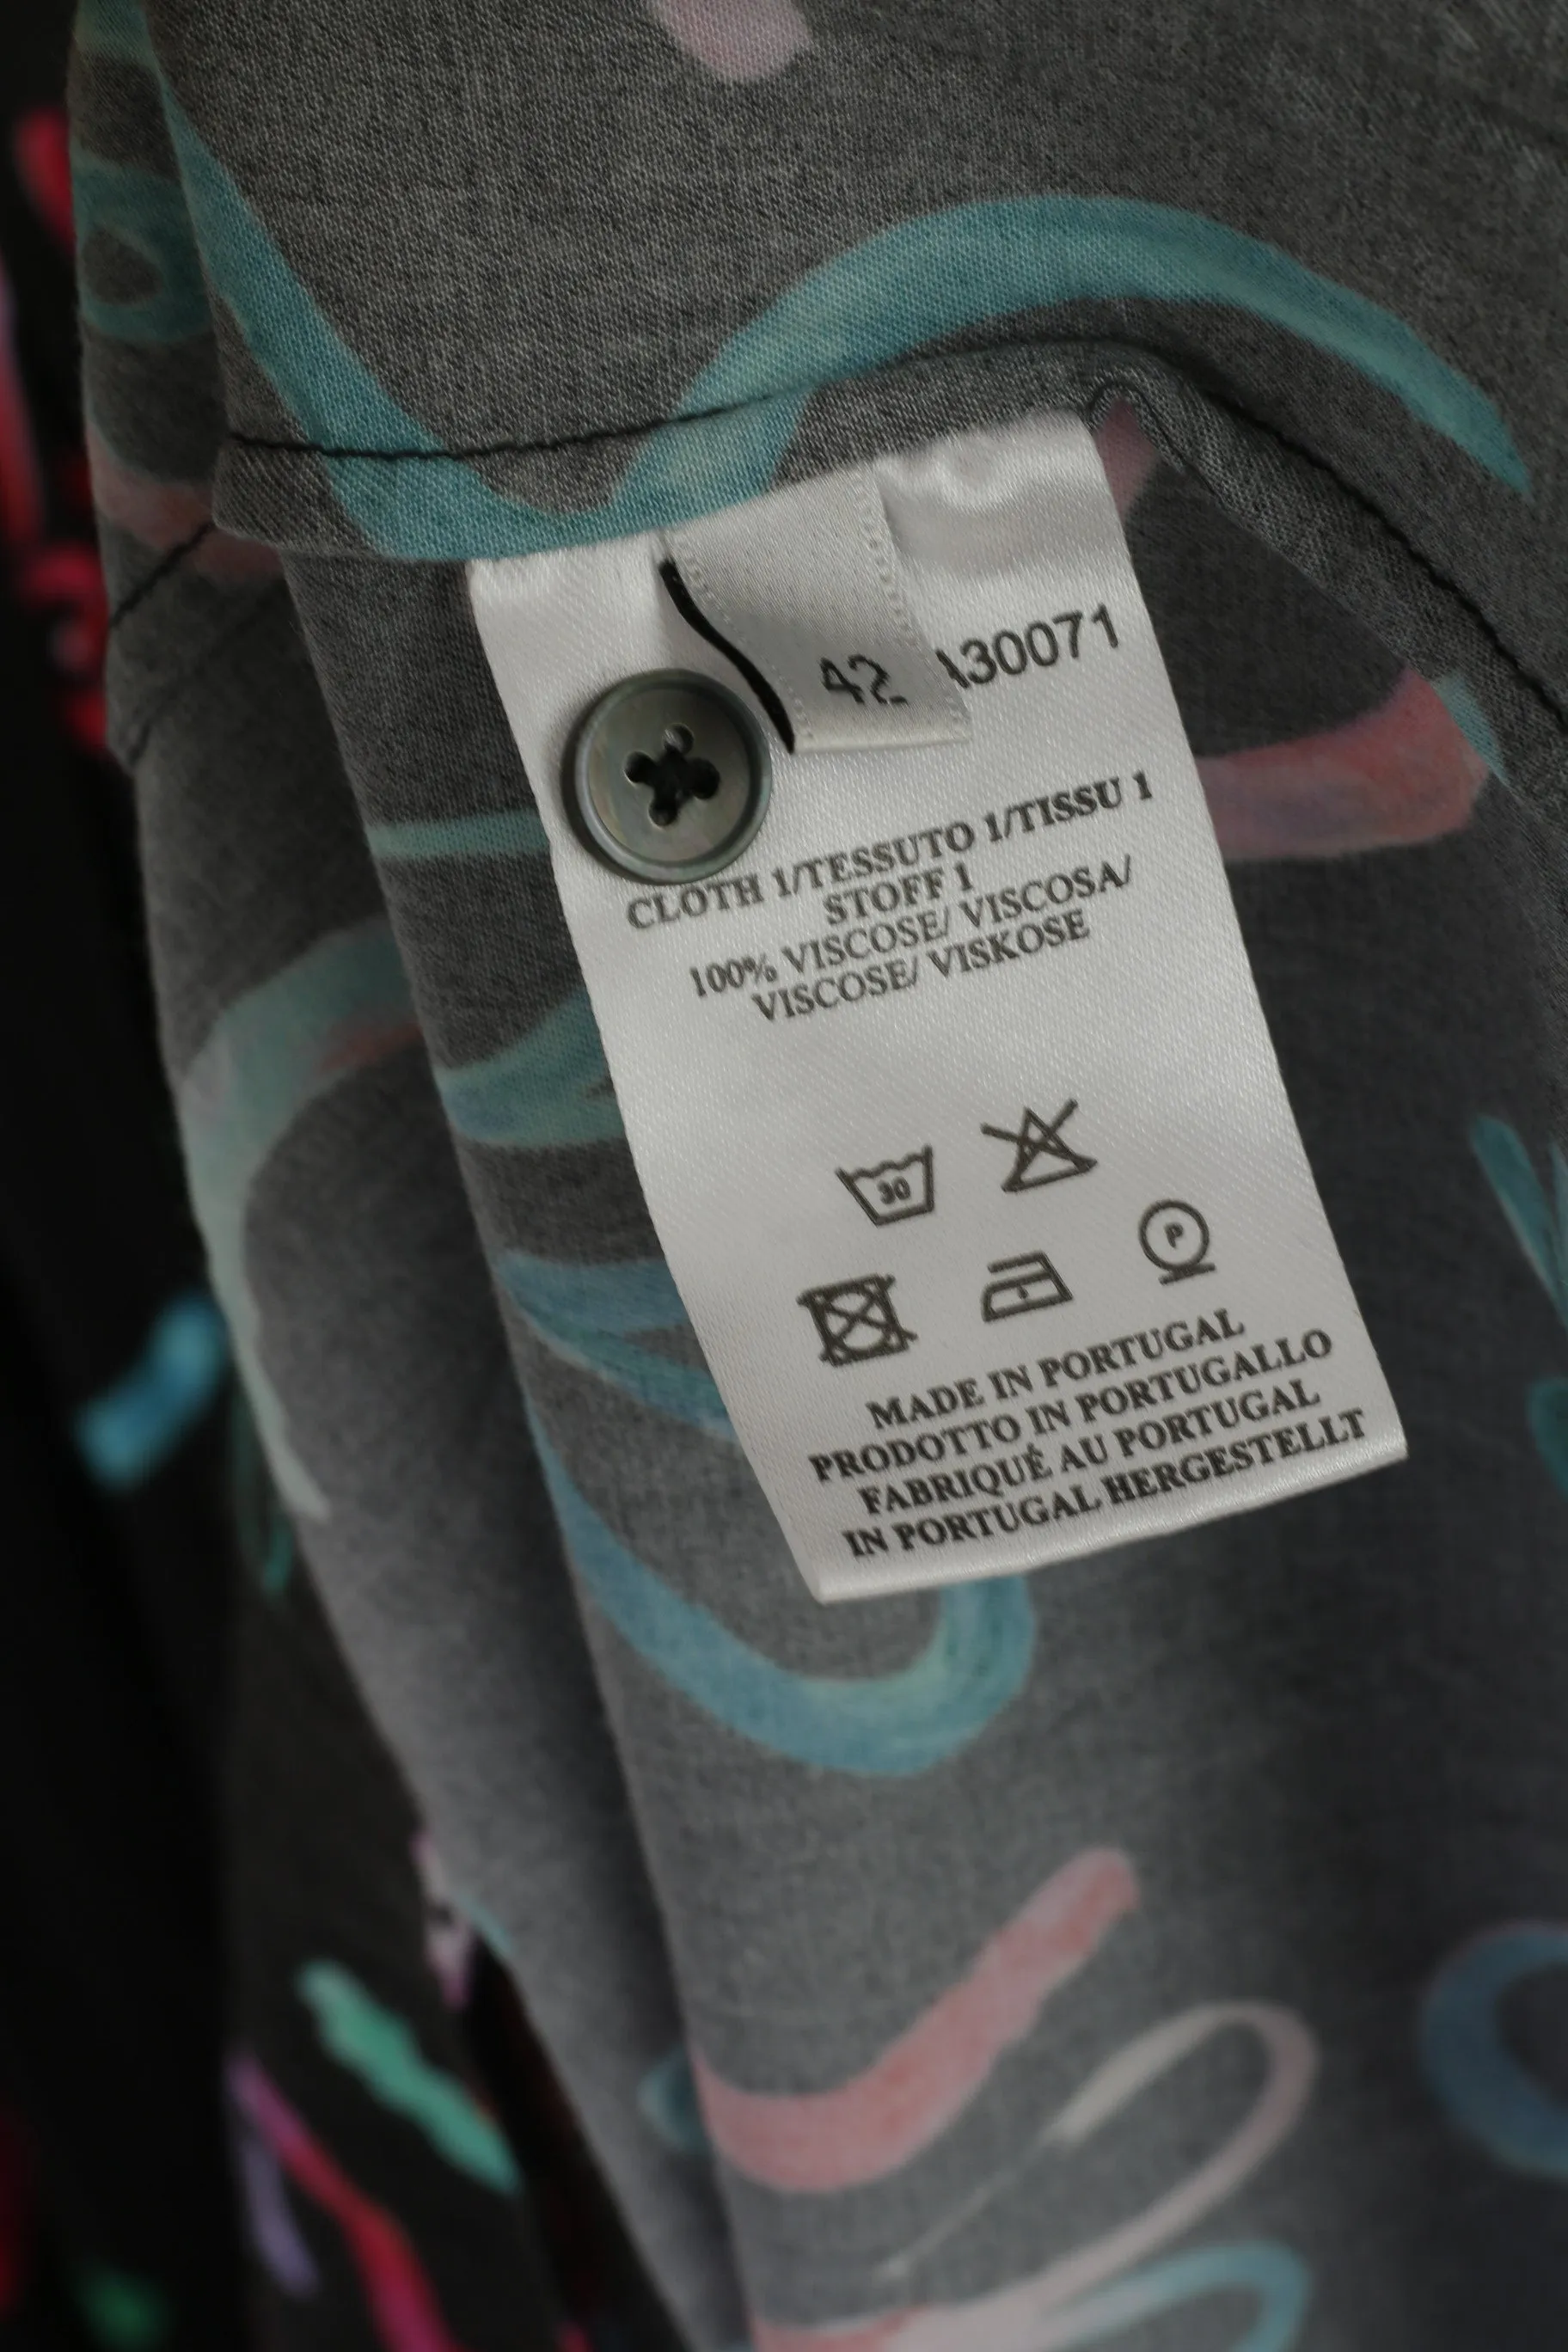 42
30071
CLOTH 1/TESSUTO 1/TISSU 1
STOFF 1
100% VISCOSE/ VISCOSA/
VISCOSE/ VISKOSE
30
P
MADE IN PORTUGAL
PRODOTTO IN PORTUGALLO
FABRIQUÉ AU PORTUGAL
IN PORTUGAL HERGESTELLT